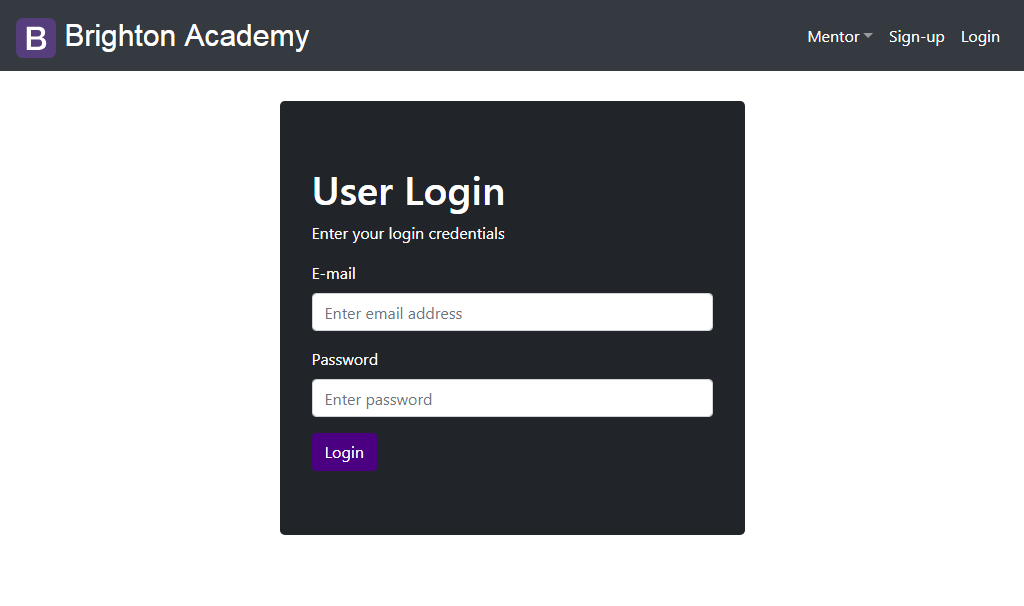 B Brighton Academy
Mentor Sign-up Login
User Login
Enter your login credentials
E-mail
Enter email address
Password
Enter password
Login